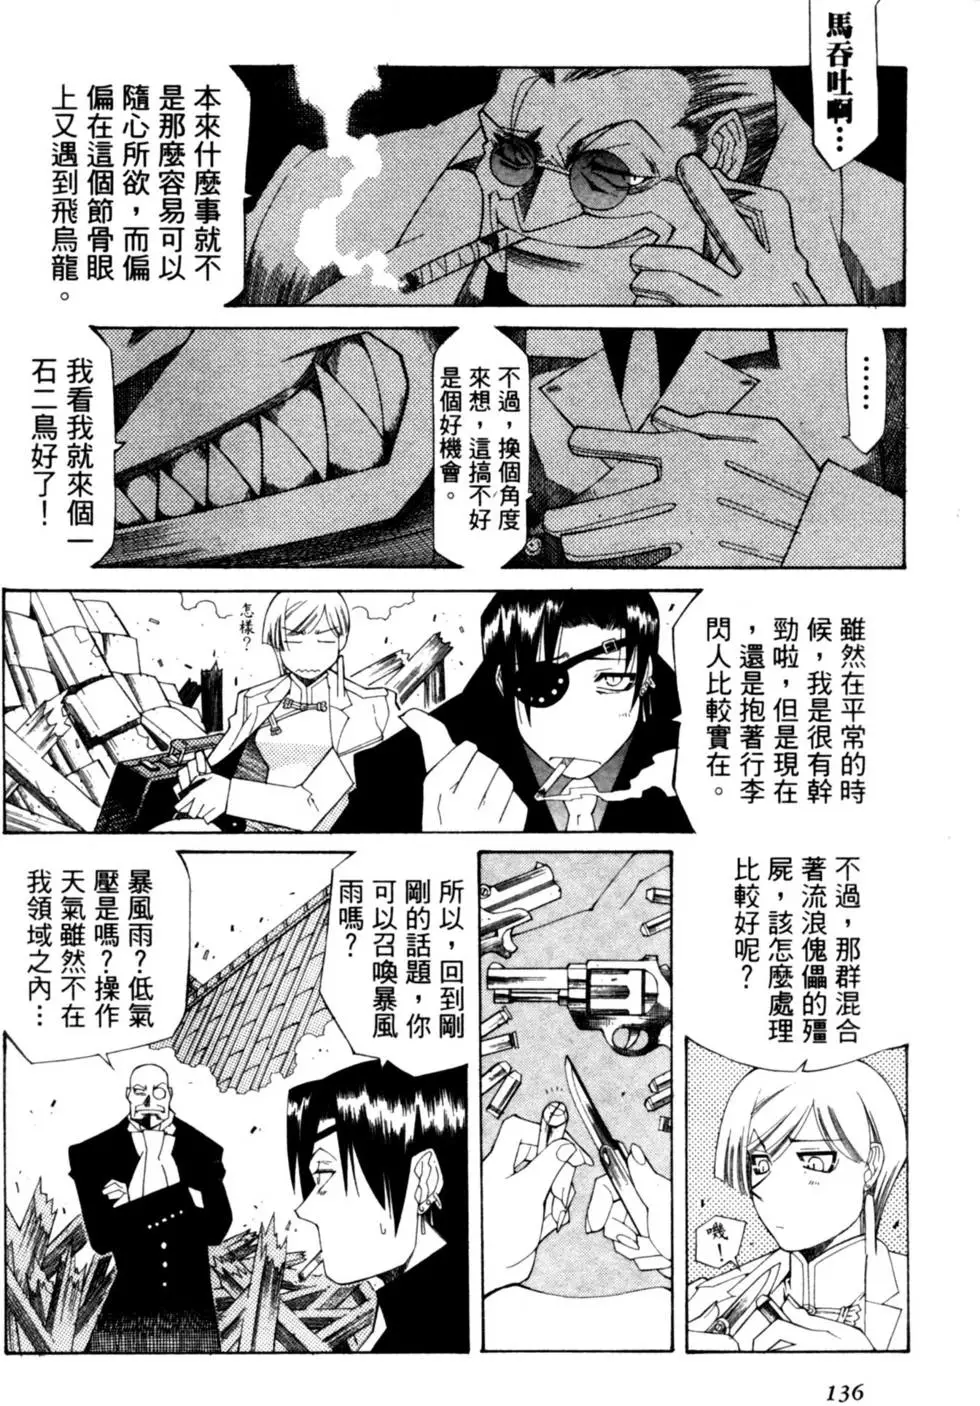 馬吞吐啊…
本來什麼事就不
是那麼容易可以
隨心所欲，而偏
偏在這個節骨眼
上又遇到飛鳥龍。
……
不過，換個角度
來想，這搞不好
是個好機會。
我看我就來個一
石二鳥好了！
雖然在平常的時
候，我是很有幹
勁啦，但是現在
，還是抱著行李
閃人比較實在。
怎樣？
不過，那群混合
著流浪傀儡的殭
屍，該怎麼處理
比較好呢？
嘰！
所以，回到剛
剛的話題，你
可以召喚暴風
雨嗎？
暴風雨？低氣
壓是嗎？操作
天氣雖然不在
我領域之內…
136